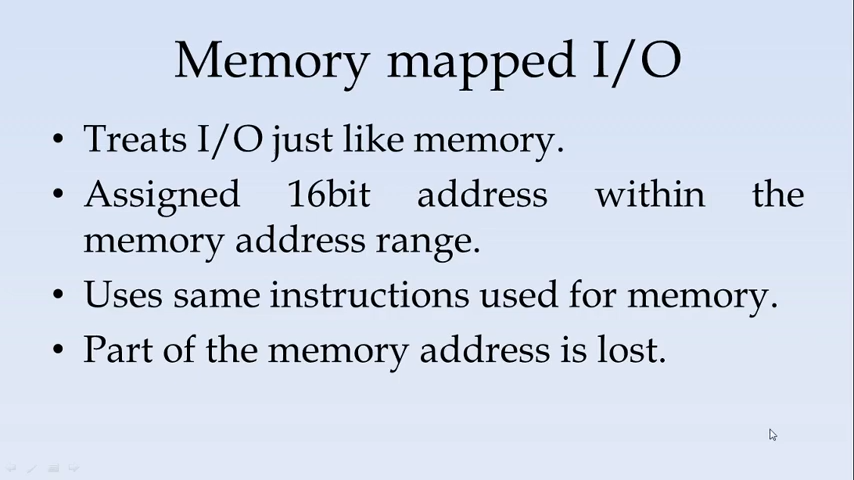 Memory mapped I/O
• Treats I/O just like memory.
• Assigned 16bit address within the
memory address range.
• Uses same instructions used for memory.
• Part of the memory address is lost.